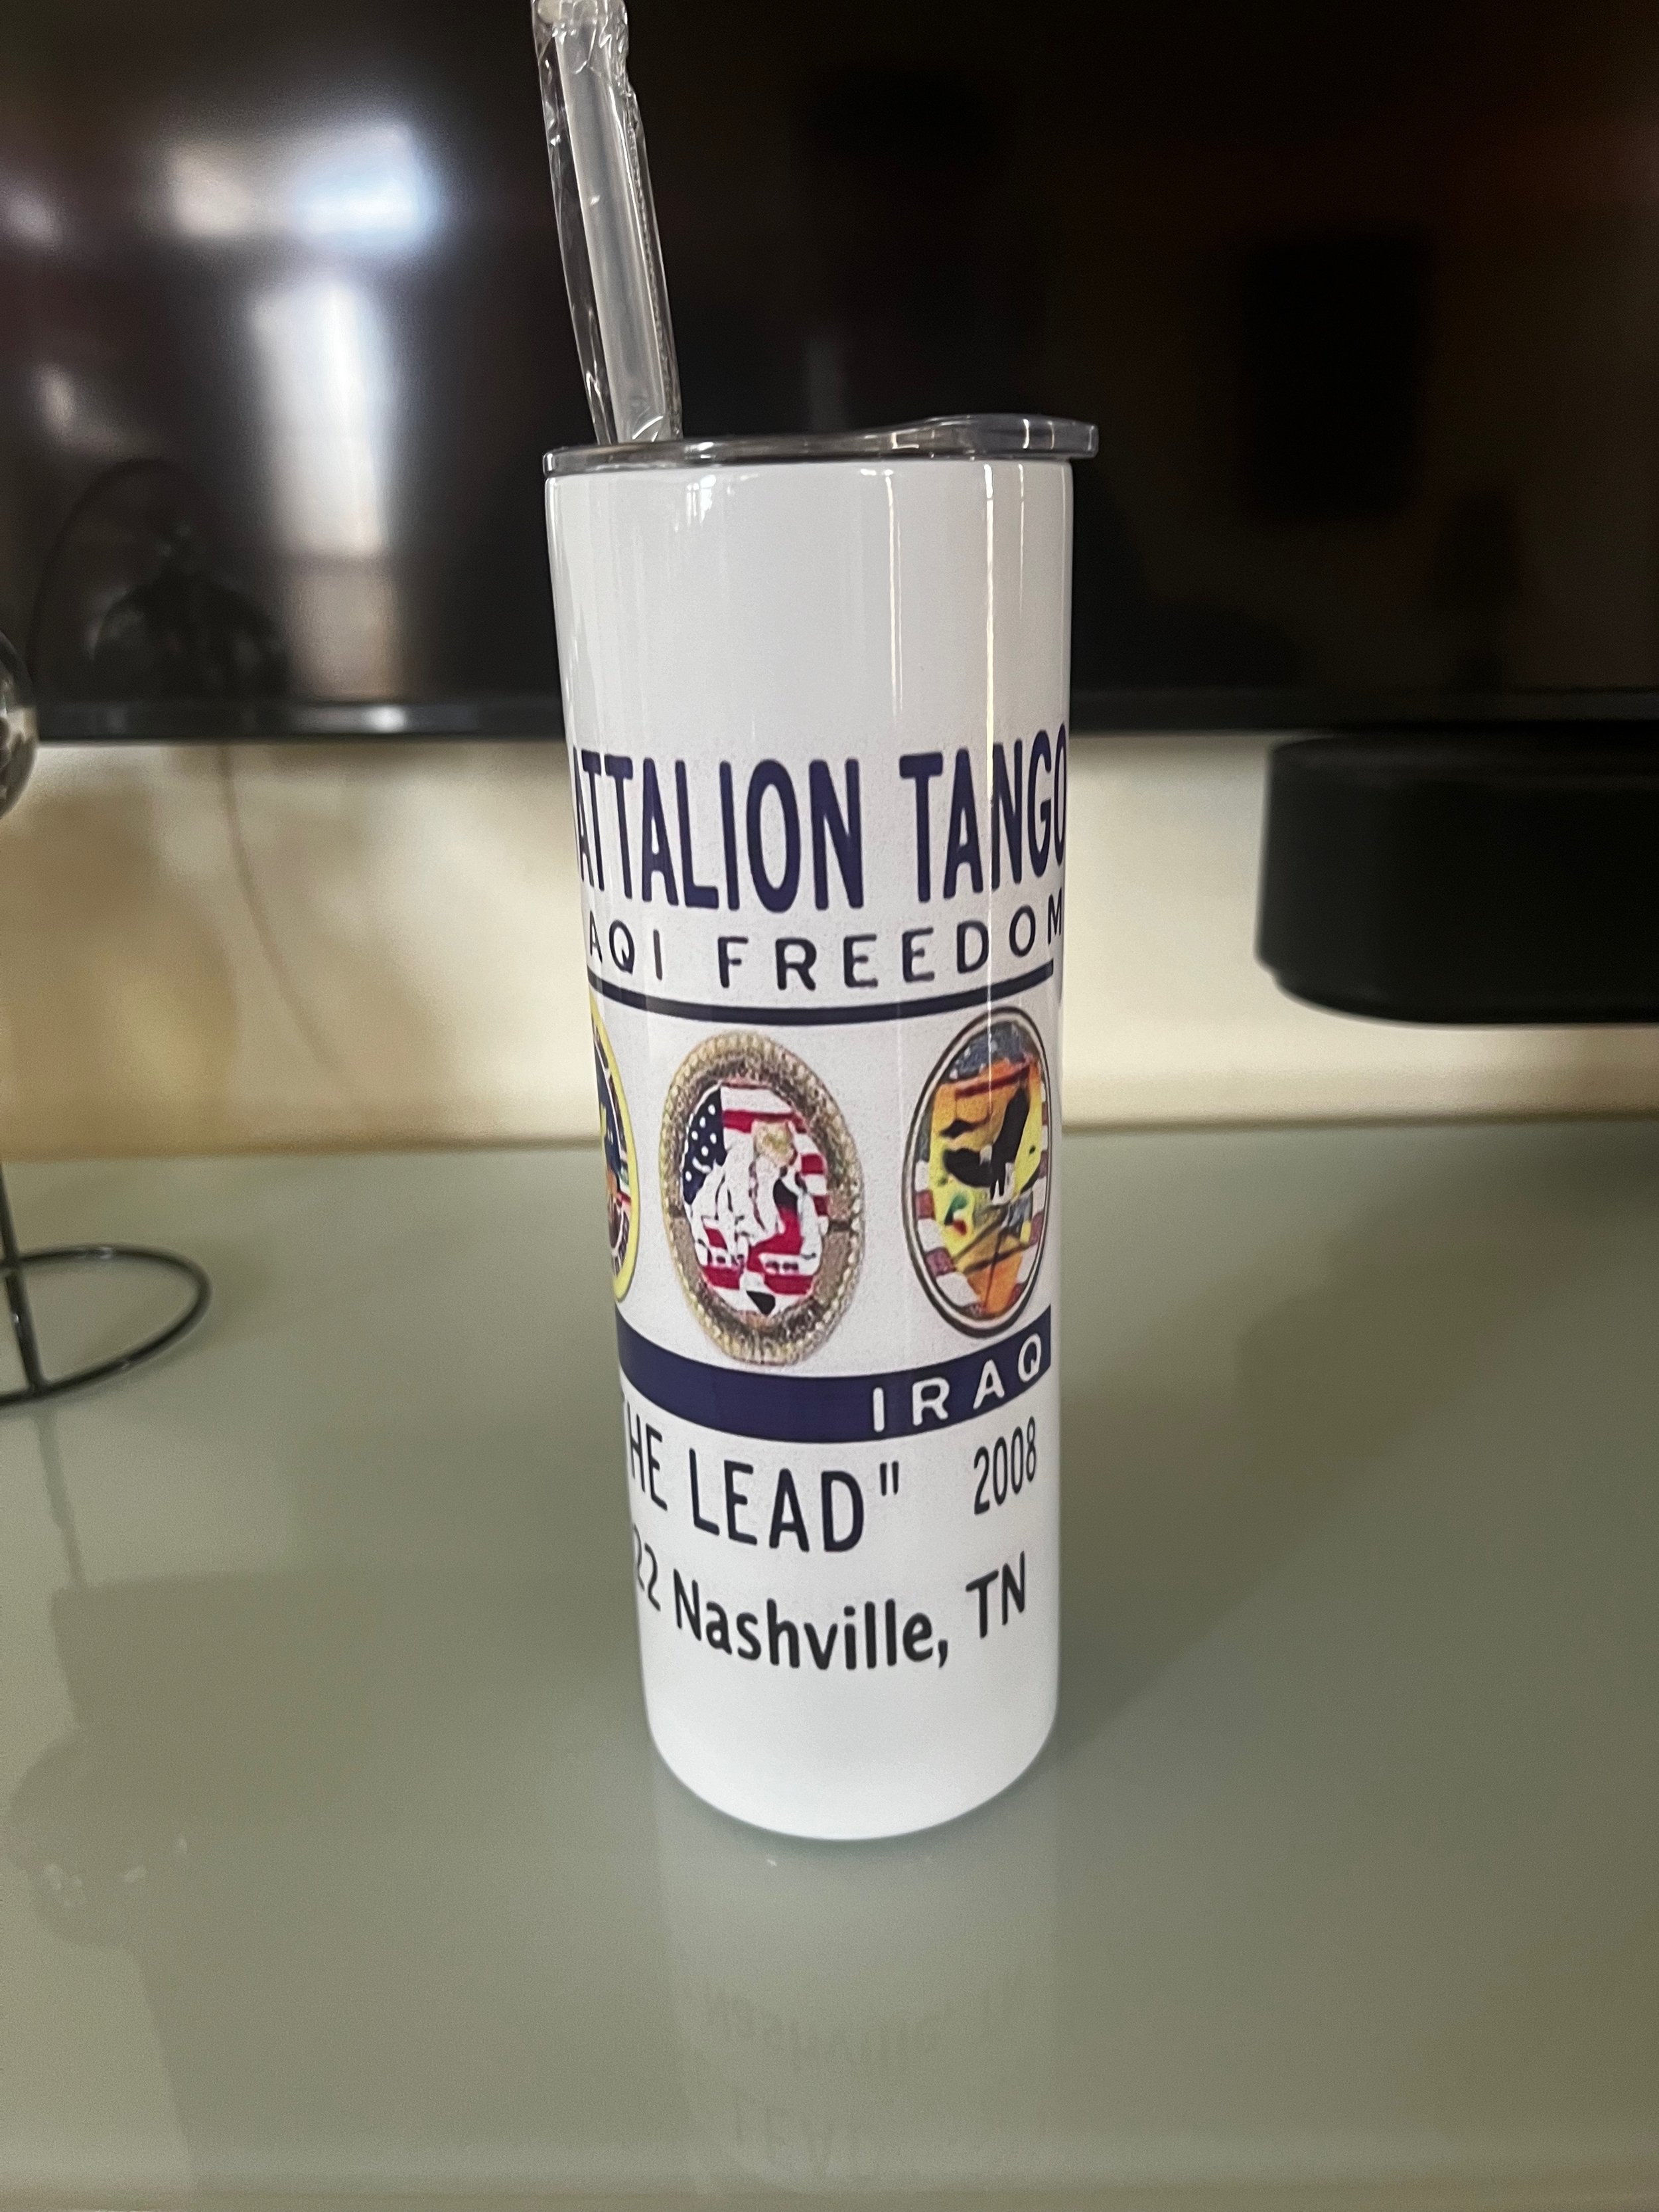 ATTALION TANGO
AQI FREEDOM
IRAQ
HE LEAD" 2008
22 Nashville, TN